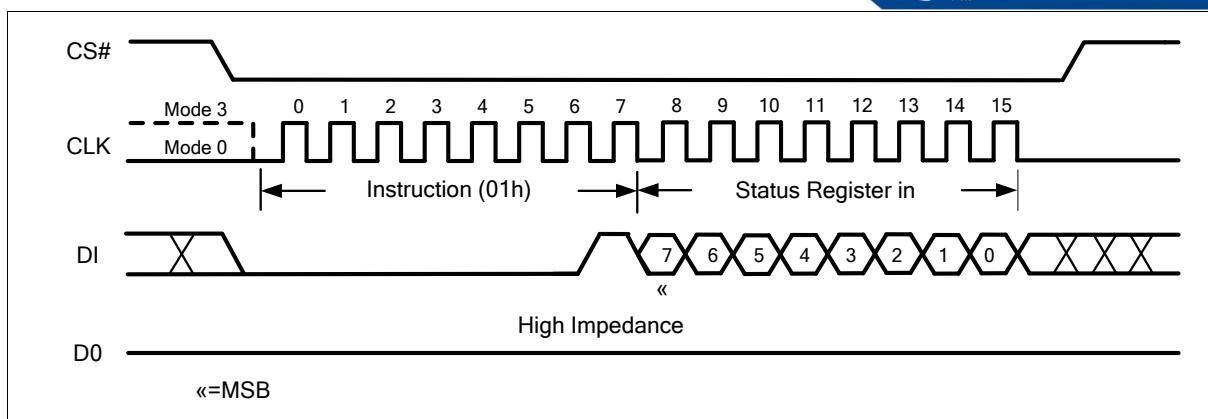 CS#
Mode 3
0 1 2 3 4 5 6 7 8 9 10 11 12 13 14 15
CLK
Mode 0
Instruction (01h) Status Register in
DI
7 6 5 4 3 2 1 0
«
High Impedance
D0
«=MSB